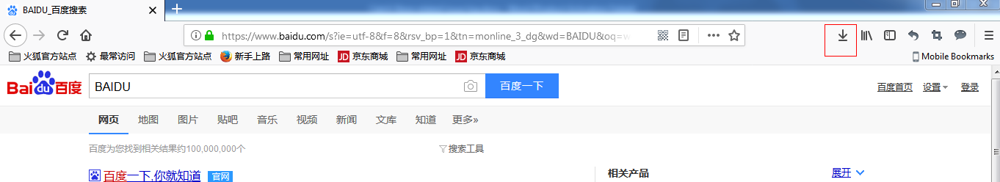 BAIDU_百度搜索
https://www.baidu.com/s?ie=utf-8&f=8&rsv_bp=1&tn=monline_3_dg&wd=BAIDU&oq=w
火狐官方站点 最常访问 火狐官方站点 新手上路 常用网址 JD 京东商城 常用网址 JD 京东商城 Mobile Bookmarks
Bai du 百度 BAIDU 百度一下 百度首页 设置 登录
网页 地图 图片 贴吧 音乐 视频 新闻 文库 知道 更多»
百度为您找到相关结果约100,000,000个 搜索工具
百度一下,你就知道 官网 相关产品 展开